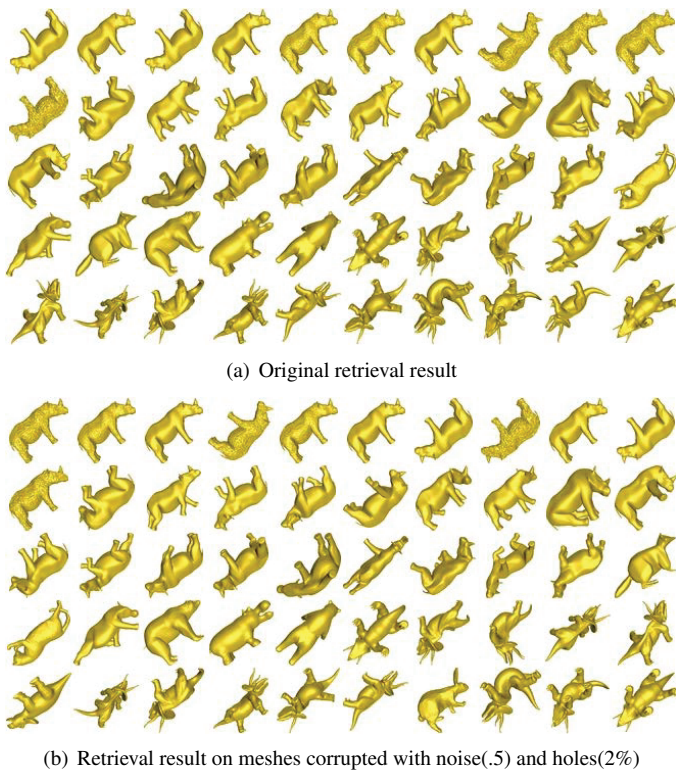 (a) Original retrieval result
(b) Retrieval result on meshes corrupted with noise(.5) and holes(2%)